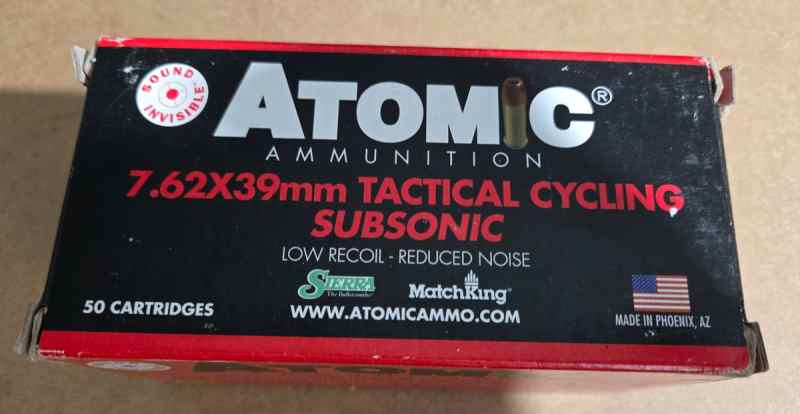 SOUND INVISIBLE
ATOMIC®
AMMUNITION
7.62X39mm TACTICAL CYCLING
SUBSONIC
LOW RECOIL - REDUCED NOISE
SIERRA
The Bulletsmiths
MatchKing
50 CARTRIDGES
WWW.ATOMICAMMO.COM
MADE IN PHOENIX, AZ
ATOMIC